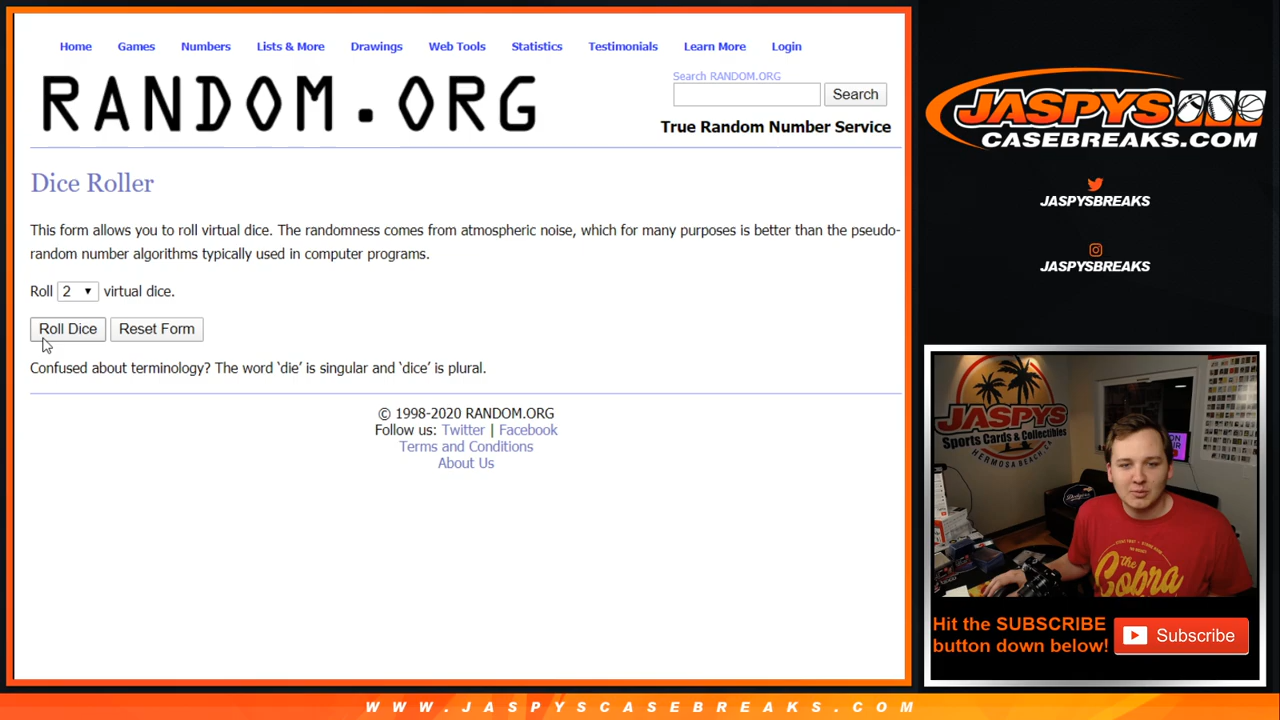 Home Games Numbers Lists & More Drawings Web Tools Statistics Testimonials Learn More Login
RANDOM.ORG
Search RANDOM.ORG
Search
True Random Number Service
Dice Roller
This form allows you to roll virtual dice. The randomness comes from atmospheric noise, which for many purposes is better than the pseudo-
random number algorithms typically used in computer programs.
Roll 2 virtual dice.
Roll Dice Reset Form
Confused about terminology? The word ‘die’ is singular and ‘dice’ is plural.
© 1998-2020 RANDOM.ORG
Follow us: Twitter | Facebook
Terms and Conditions
About Us
JASPYS
CASEBREAKS.COM
JASPYSBREAKS
JASPYSBREAKS
JASPYS
Sports Cards & Collectibles
HERMOSA BEACH, CA
the
Cobra
Hit the SUBSCRIBE
button down below!
Subscribe
WWW.JASPYSCASEBREAKS.COM